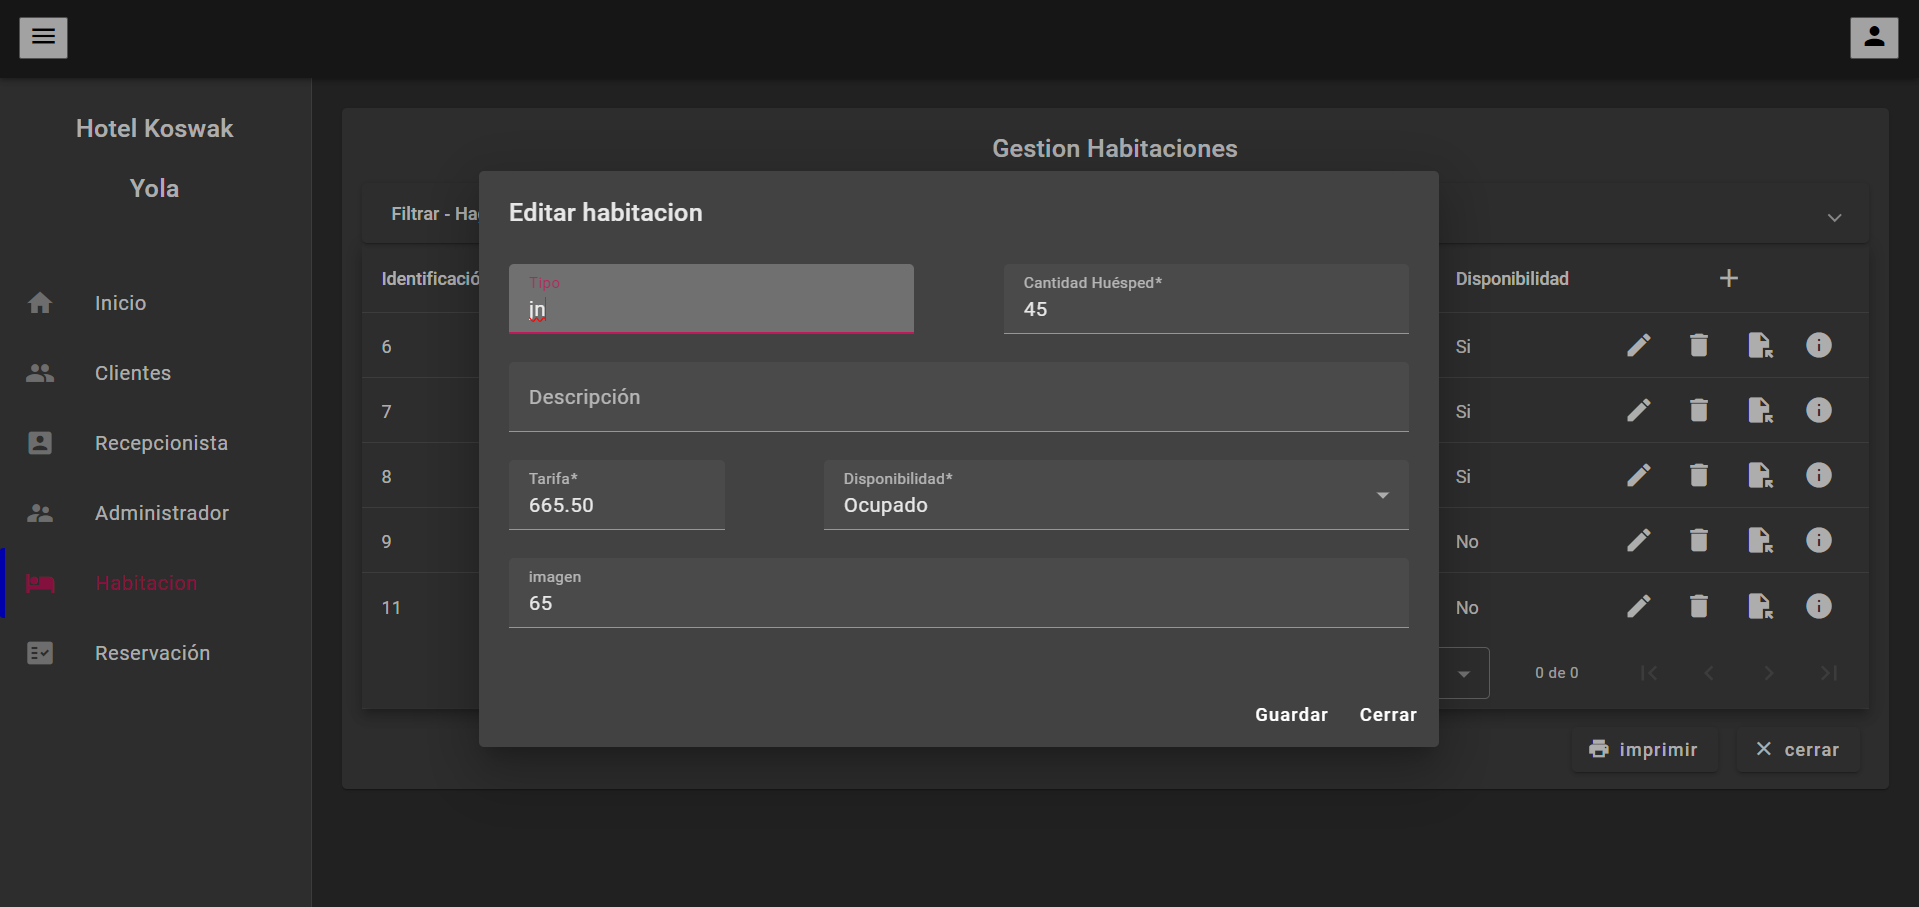 Hotel Koswak
Yola
Inicio
Clientes
Recepcionista
Administrador
Habitacion
Reservación
Gestion Habitaciones
Filtrar - Ha
Identificació
Disponibilidad
6
Si
7
Si
8
Si
9
No
11
No
0 de 0
imprimir
cerrar
Editar habitacion
Tipo
jn
Cantidad Huésped*
45
Descripción
Tarifa*
665.50
Disponibilidad*
Ocupado
imagen
65
Guardar
Cerrar